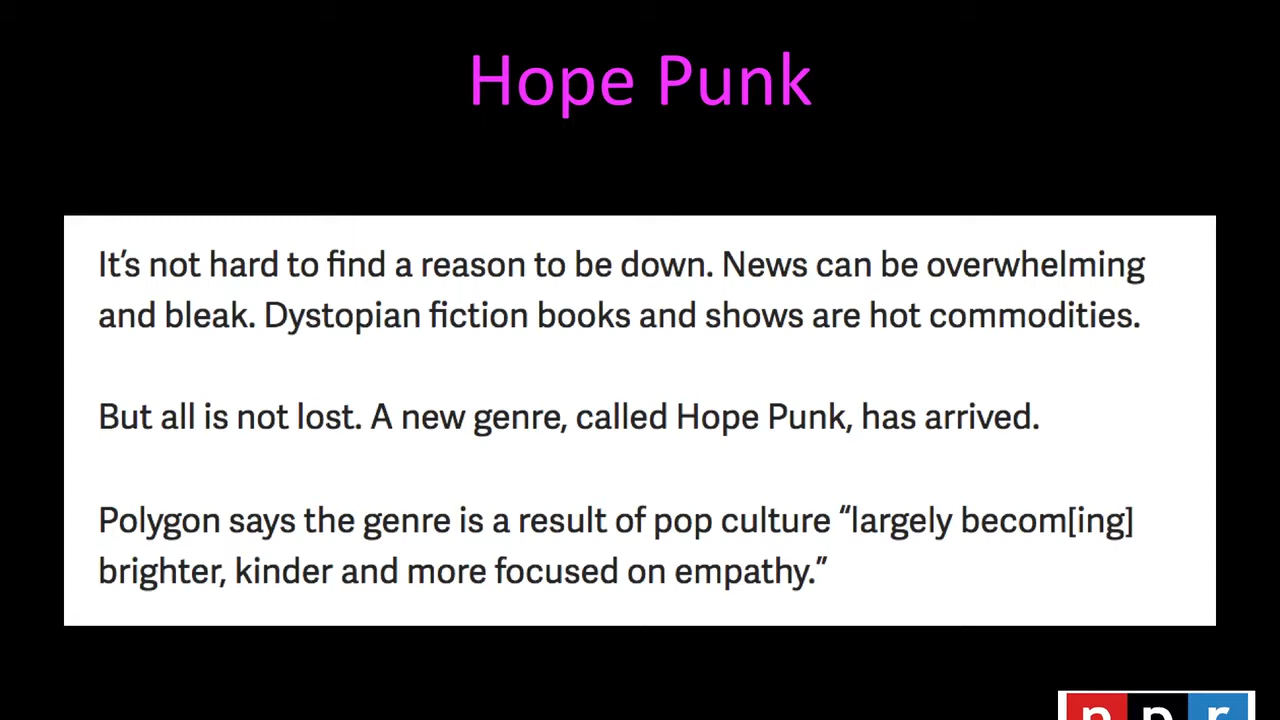 Hope Punk
It’s not hard to find a reason to be down. News can be overwhelming
and bleak. Dystopian fiction books and shows are hot commodities.
But all is not lost. A new genre, called Hope Punk, has arrived.
Polygon says the genre is a result of pop culture “largely becom[ing]
brighter, kinder and more focused on empathy.”
npr